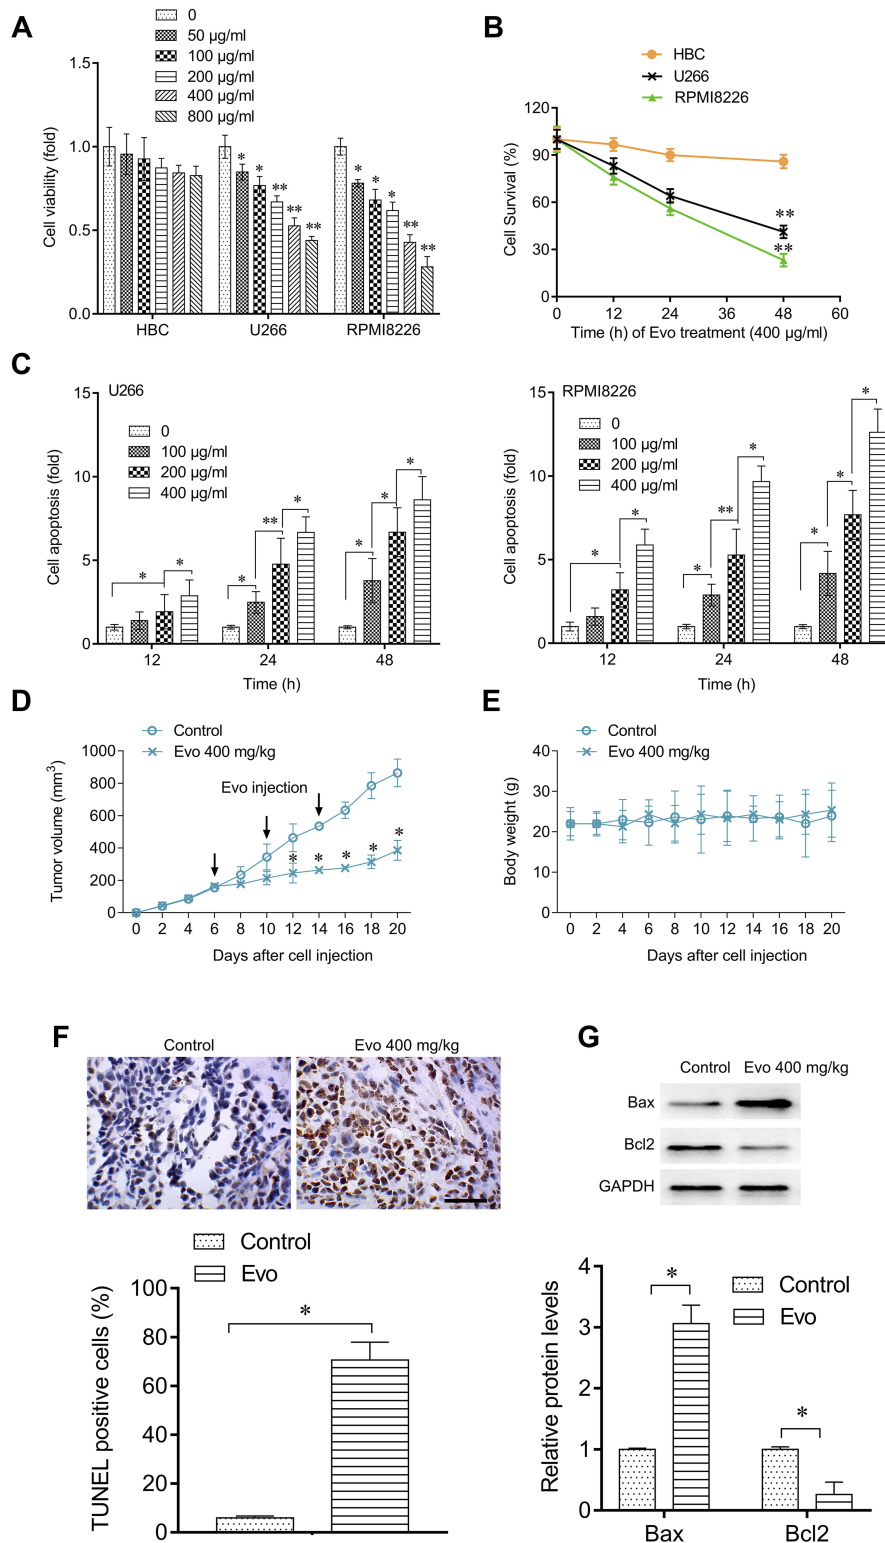 A
0
50 μg/ml
100 μg/ml
200 μg/ml
400 μg/ml
800 μg/ml
Cell viability (fold)
1.5
1.0
0.5
0.0
* * ** ** **
* * * ** **
HBC U266 RPMI8226
B
HBC
U266
RPMI8226
Cell Survival (%)
120
90
60
30
0
**
**
0 12 24 36 48 60
Time (h) of Evo treatment (400 μg/ml)
C
U266
0
100 μg/ml
200 μg/ml
400 μg/ml
Cell apoptosis (fold)
15
10
5
0
* *
* ** *
* * *
12 24 48
Time (h)
RPMI8226
0
100 μg/ml
200 μg/ml
400 μg/ml
Cell apoptosis (fold)
15
10
5
0
* *
* ** *
* * *
12 24 48
Time (h)
D
Control
Evo 400 mg/kg
Tumor volume (mm3)
1000
800
600
400
200
0
Evo injection
* * * * *
0 2 4 6 8 10 12 14 16 18 20
Days after cell injection
E
Control
Evo 400 mg/kg
Body weight (g)
40
30
20
10
0
0 2 4 6 8 10 12 14 16 18 20
Days after cell injection
F
Control Evo 400 mg/kg
Control
Evo
TUNEL positive cells (%)
100
80
60
40
20
0
*
G
Control Evo 400 mg/kg
Bax
Bcl2
GAPDH
Control
Evo
Relative protein levels
4
3
2
1
0
*
*
Bax Bcl2